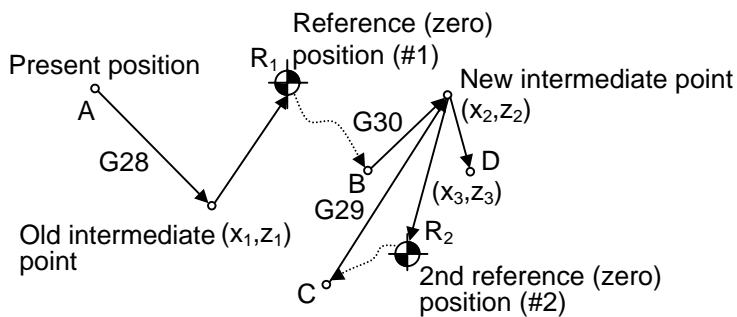 Reference (zero)
position (#1)
R1
Present position
A
G28
Old intermediate (x1,z1)
point
New intermediate point
(x2,z2)
G30
B
D
(x3,z3)
G29
R2
C
2nd reference (zero)
position (#2)